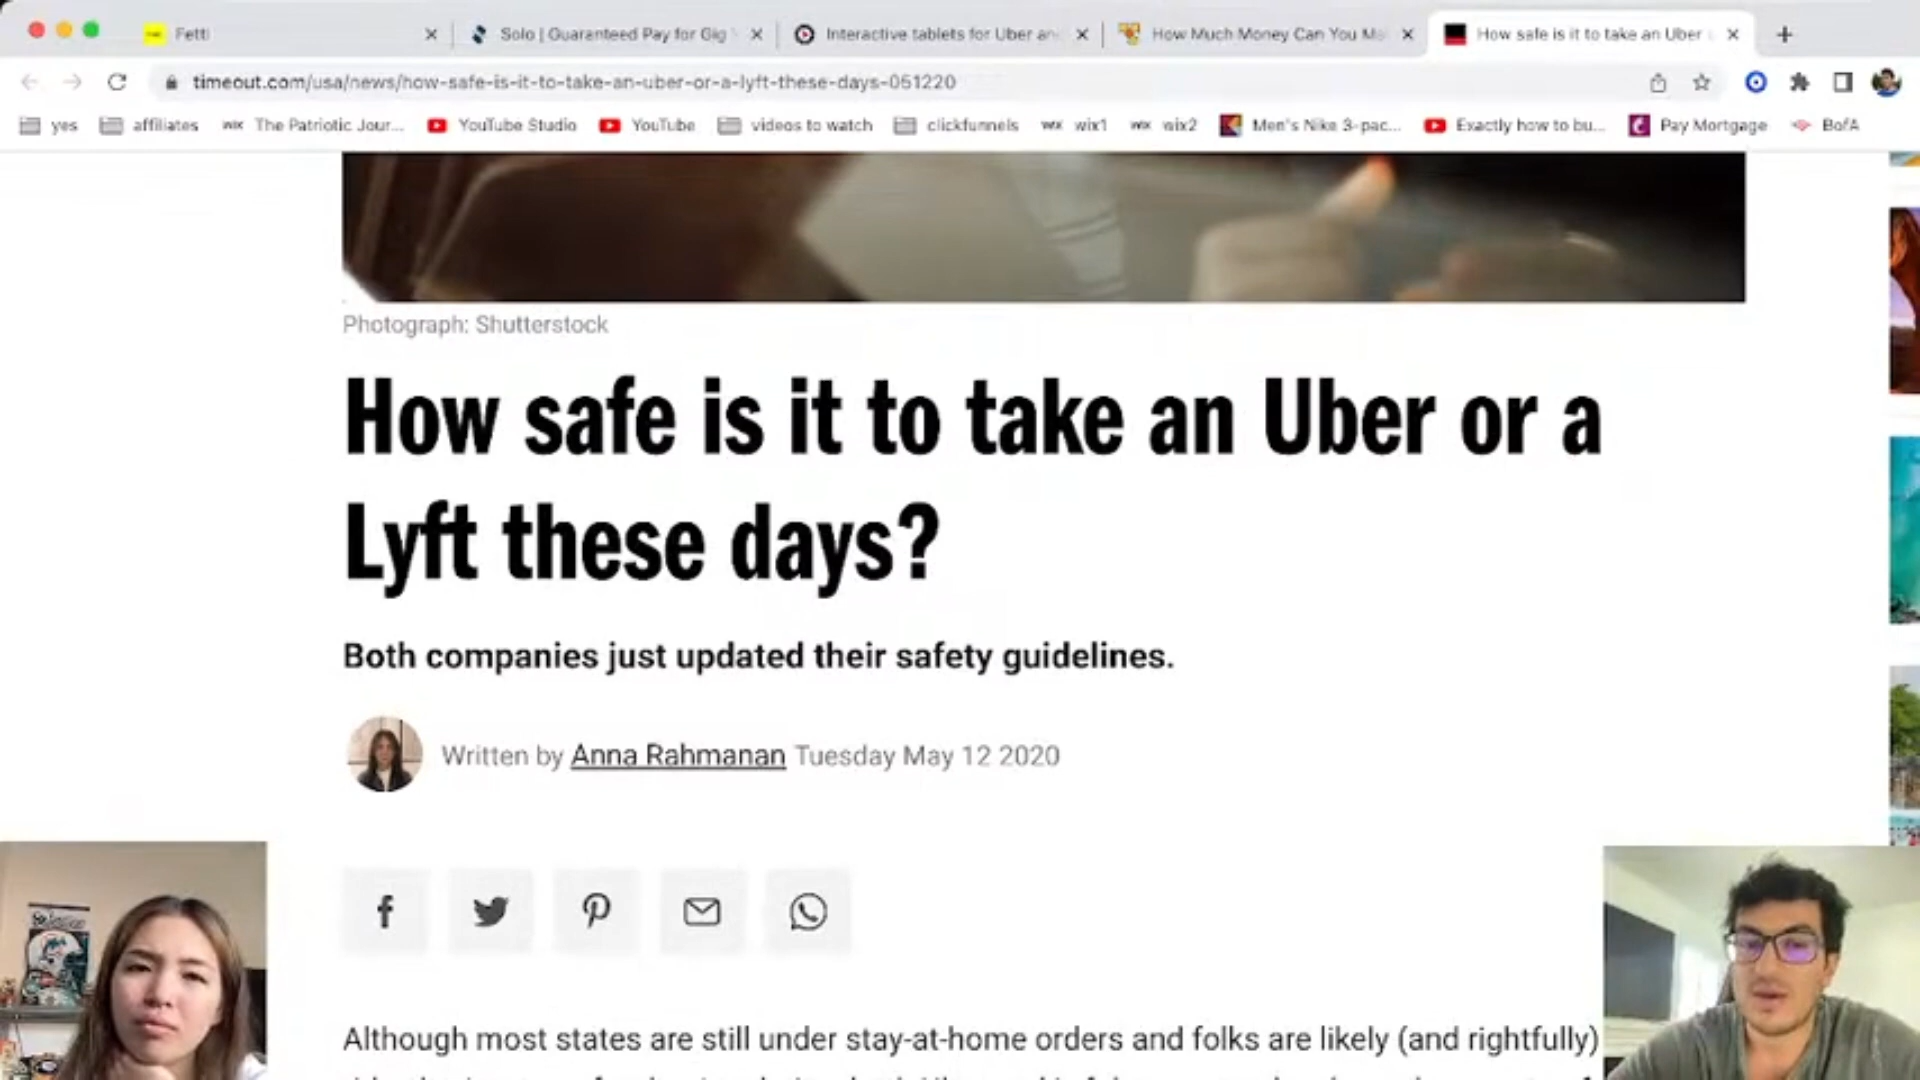 Fetti
Solo | Guaranteed Pay for Gig
Interactive tablets for Uber an
How Much Money Can You M
How safe is it to take an Uber
timeout.com/usa/news/how-safe-is-it-to-take-an-uber-or-a-lyft-these-days-051220
yes
affiliates
WIX The Patriotic Jour...
YouTube Studio
YouTube
videos to watch
clickfunnels
WIX wix1
WIX wix2
Men's Nike 3-pac...
Exactly how to bu...
Pay Mortgage
BofA
Photograph: Shutterstock
How safe is it to take an Uber or a
Lyft these days?
Both companies just updated their safety guidelines.
Written by Anna Rahmanan Tuesday May 12 2020
Although most states are still under stay-at-home orders and folks are likely (and rightfully)